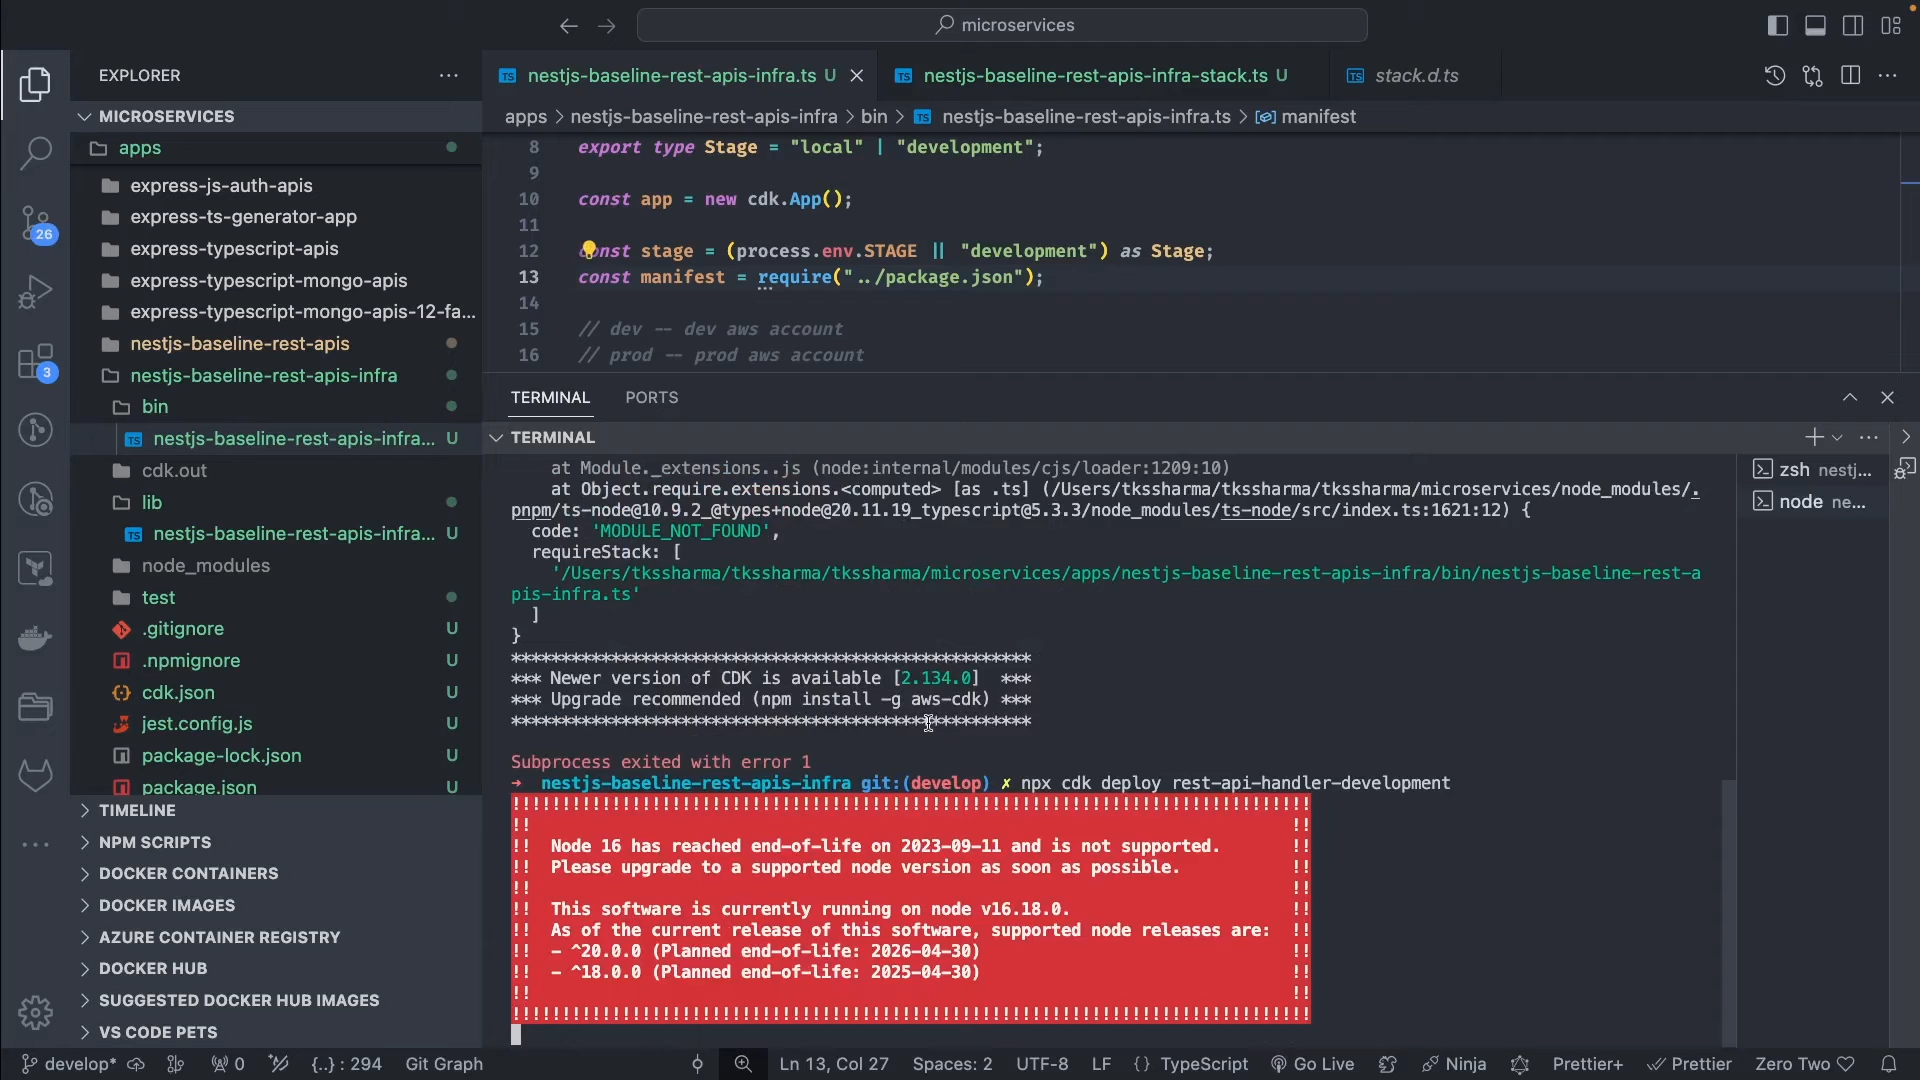 microservices
EXPLORER
MICROSERVICES
apps
express-js-auth-apis
express-ts-generator-app
express-typescript-apis
express-typescript-mongo-apis
express-typescript-mongo-apis-12-fa...
nestjs-baseline-rest-apis
nestjs-baseline-rest-apis-infra
bin
nestjs-baseline-rest-apis-infra... U
cdk.out
lib
nestjs-baseline-rest-apis-infra... U
node_modules
test
.gitignore U
.npmignore U
cdk.json U
jest.config.js U
package-lock.json U
package.json U
TIMELINE
NPM SCRIPTS
DOCKER CONTAINERS
DOCKER IMAGES
AZURE CONTAINER REGISTRY
DOCKER HUB
SUGGESTED DOCKER HUB IMAGES
VS CODE PETS
26
3
TS nestjs-baseline-rest-apis-infra.ts U
TS nestjs-baseline-rest-apis-infra-stack.ts U
TS stack.d.ts
apps > nestjs-baseline-rest-apis-infra > bin > TS nestjs-baseline-rest-apis-infra.ts > manifest
8 export type Stage = "local" | "development";
9
10 const app = new cdk.App();
11
12 const stage = (process.env.STAGE || "development") as Stage;
13 const manifest = require("../package.json");
14
15 // dev -- dev aws account
16 // prod -- prod aws account
TERMINAL PORTS
TERMINAL
at Module._extensions..js (node:internal/modules/cjs/loader:1209:10)
at Object.require.extensions.<computed> [as .ts] (/Users/tkssharma/tkssharma/tkssharma/microservices/node_modules/.
pnpm/ts-node@10.9.2_@types+node@20.11.19_typescript@5.3.3/node_modules/ts-node/src/index.ts:1621:12) {
code: 'MODULE_NOT_FOUND',
requireStack: [
'/Users/tkssharma/tkssharma/tkssharma/microservices/apps/nestjs-baseline-rest-apis-infra/bin/nestjs-baseline-rest-a
pis-infra.ts'
]
}
****************************************************
*** Newer version of CDK is available [2.134.0] ***
*** Upgrade recommended (npm install -g aws-cdk) ***
****************************************************
Subprocess exited with error 1
→ nestjs-baseline-rest-apis-infra git:(develop) ✗ npx cdk deploy rest-api-handler-development
!!!!!!!!!!!!!!!!!!!!!!!!!!!!!!!!!!!!!!!!!!!!!!!!!!!!!!!!!!!!!!!!!!!!!!!!!!!!!!!!
!! !!
!! Node 16 has reached end-of-life on 2023-09-11 and is not supported. !!
!! Please upgrade to a supported node version as soon as possible. !!
!! !!
!! This software is currently running on node v16.18.0. !!
!! As of the current release of this software, supported node releases are: !!
!! - ^20.0.0 (Planned end-of-life: 2026-04-30) !!
!! - ^18.0.0 (Planned end-of-life: 2025-04-30) !!
!! !!
!!!!!!!!!!!!!!!!!!!!!!!!!!!!!!!!!!!!!!!!!!!!!!!!!!!!!!!!!!!!!!!!!!!!!!!!!!!!!!!!
zsh nestj...
node ne...
develop* 0 {..} : 294 Git Graph Ln 13, Col 27 Spaces: 2 UTF-8 LF {} TypeScript Go Live Ninja Prettier+ Prettier Zero Two